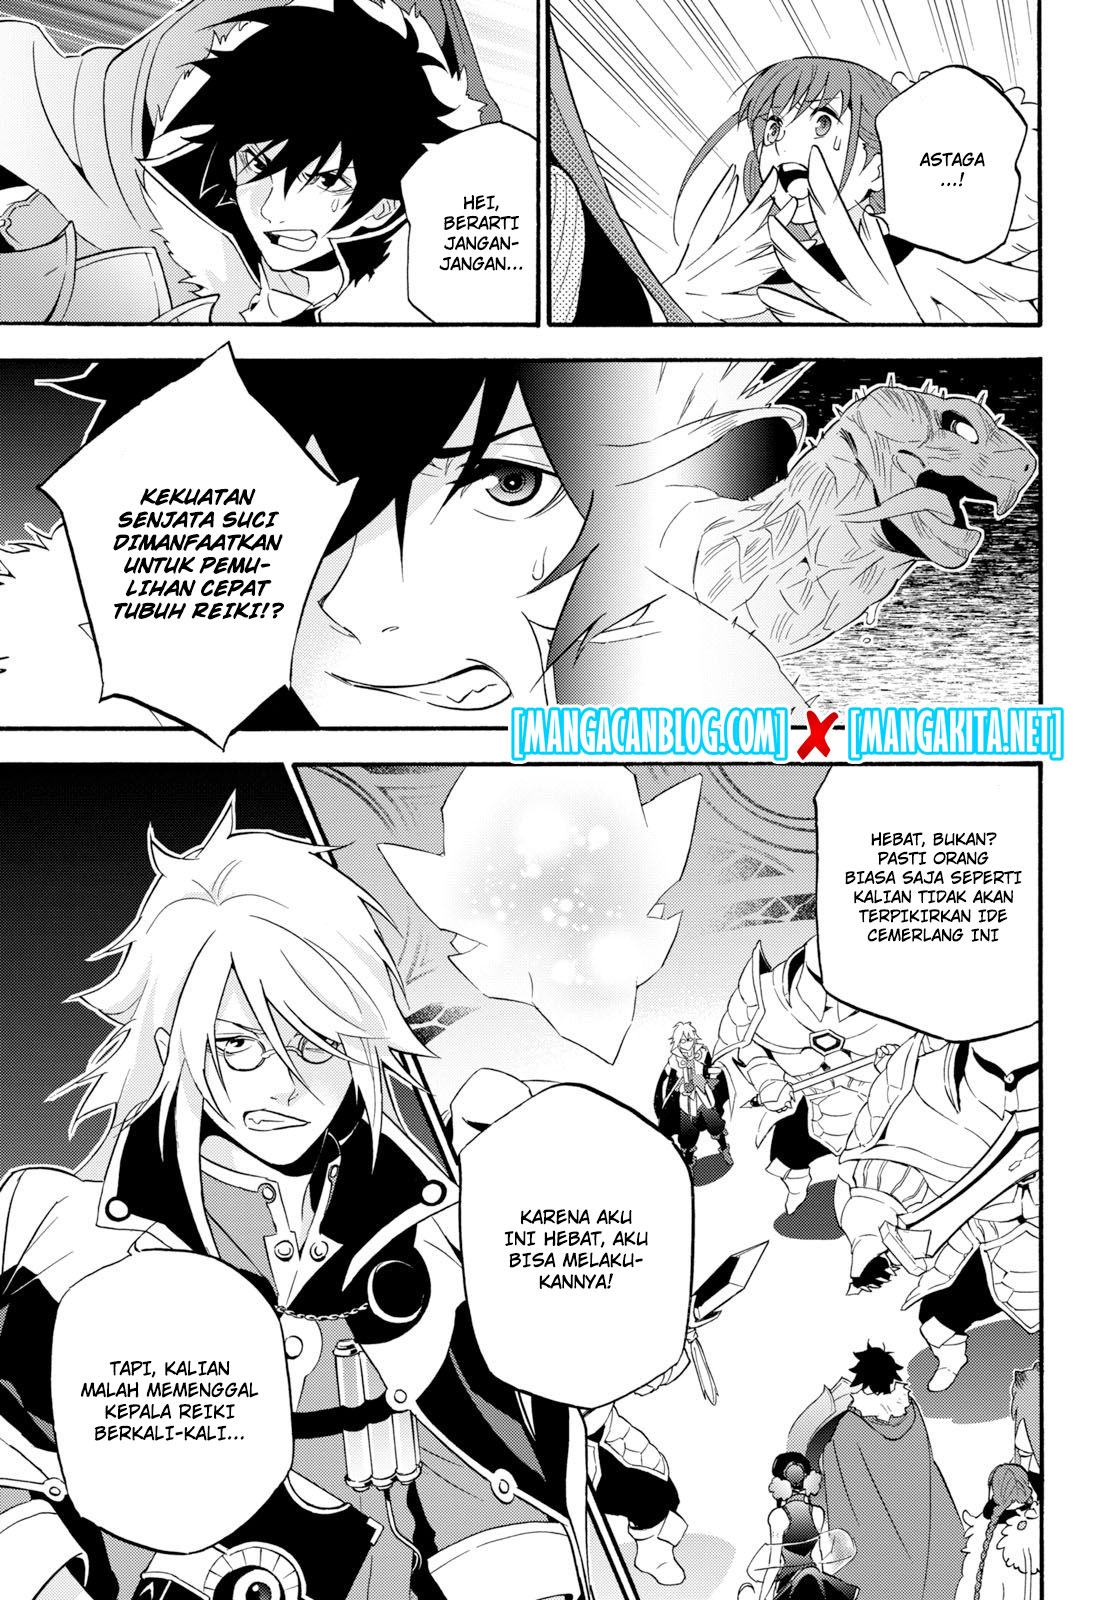 ASTAGA
...!
HEI,
BERARTI
JANGAN-
JANGAN...
KEKUATAN
SENJATA SUCI
DIMANFAATKAN
UNTUK PEMU-
LIHAN CEPAT
TUBUH REIKI!?
[MANGACANBLOG.COM] X [MANGAKITA.NET]
HEBAT, BUKAN?
PASTI ORANG
BIASA SAJA SEPERTI
KALIAN TIDAK AKAN
TERPIKIRKAN IDE
CEMERLANG INI
KARENA AKU
INI HEBAT, AKU
BISA MELAKU-
KANNYA!
TAPI, KALIAN
MALAH MEMENGGAL
KEPALA REIKI
BERKALI-KALI...